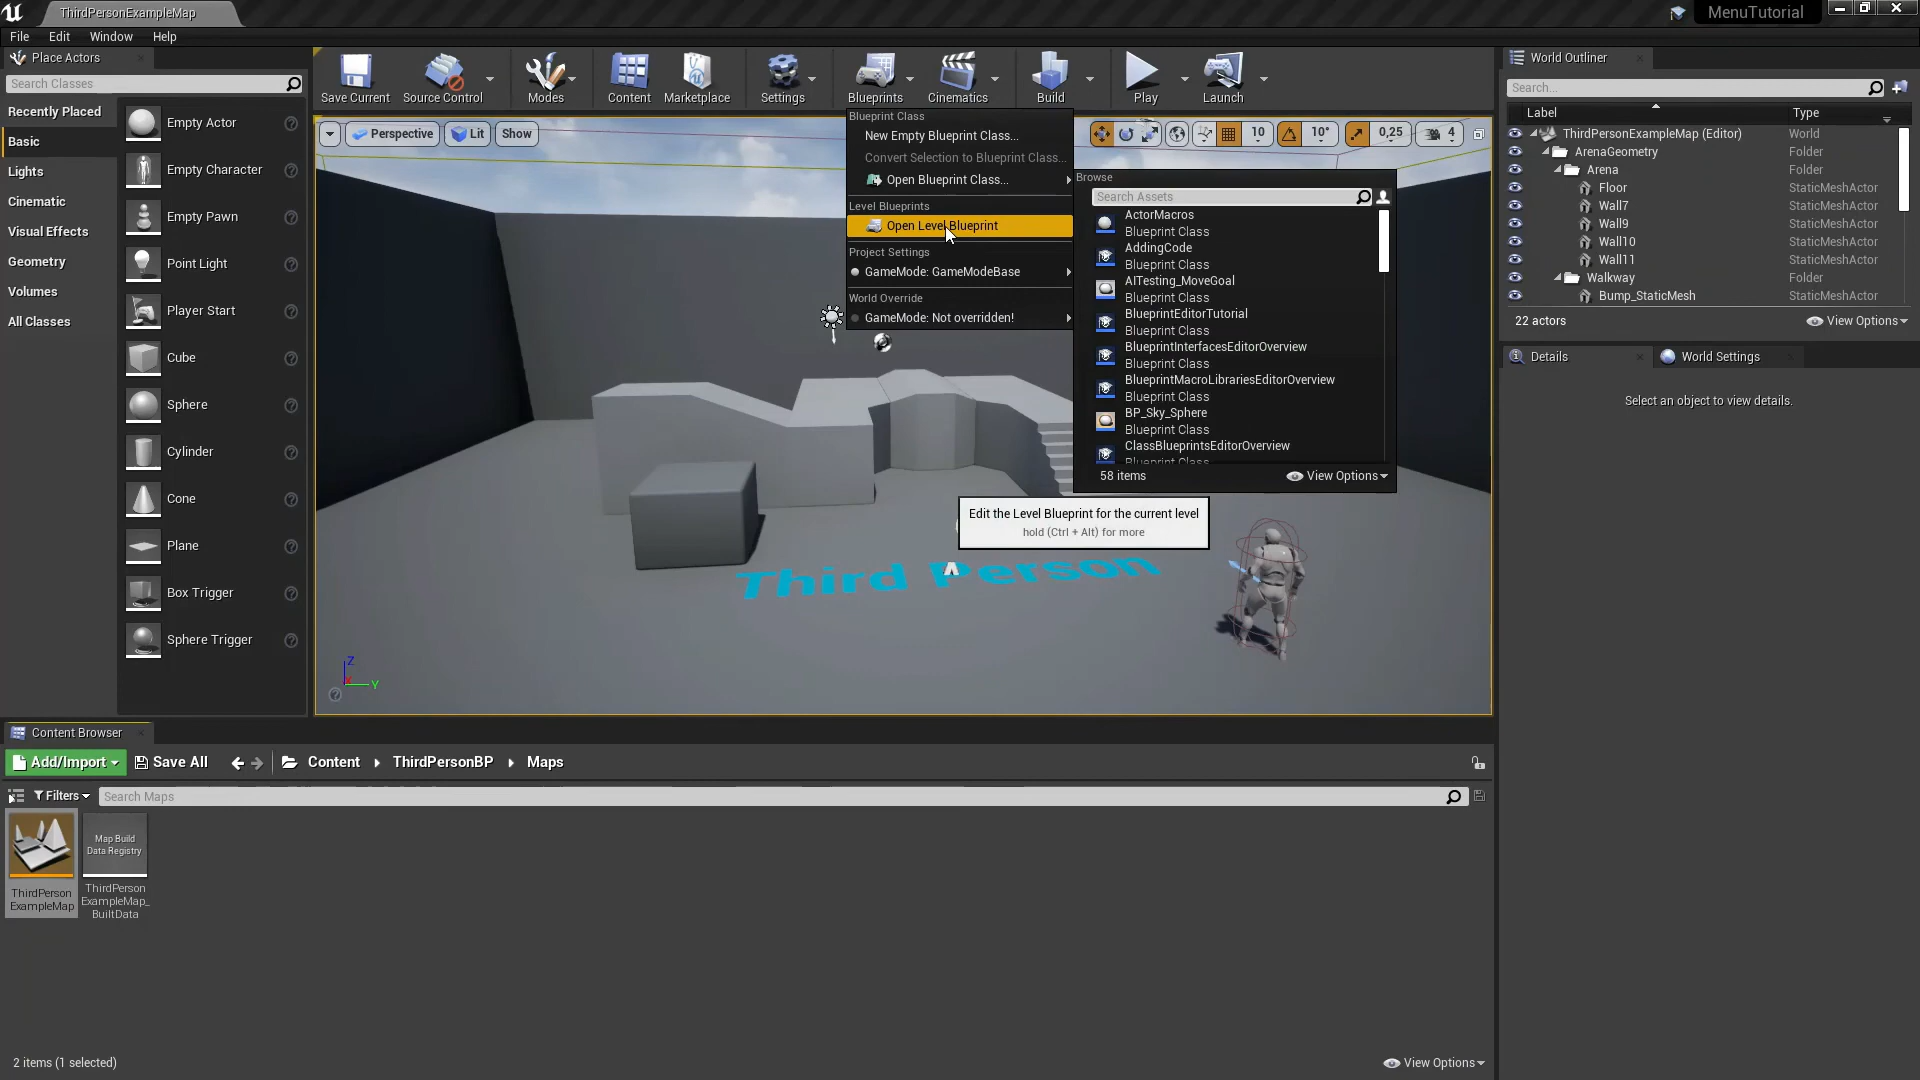 ThirdPersonExampleMap
MenuTutorial
File Edit Window Help
Place Actors
Search Classes
Recently Placed
Basic
Lights
Cinematic
Visual Effects
Geometry
Volumes
All Classes
Empty Actor
Empty Character
Empty Pawn
Point Light
Player Start
Cube
Sphere
Cylinder
Cone
Plane
Box Trigger
Sphere Trigger
Save Current
Source Control
Modes
Content
Marketplace
Settings
Blueprints
Cinematics
Build
Play
Launch
Perspective
Lit
Show
10
10°
0,25
4
Blueprint Class
New Empty Blueprint Class...
Convert Selection to Blueprint Class...
Open Blueprint Class...
Level Blueprints
Open Level Blueprint
Project Settings
GameMode: GameModeBase
World Override
GameMode: Not overridden!
Browse
Search Assets
ActorMacros
Blueprint Class
AddingCode
Blueprint Class
AITesting_MoveGoal
Blueprint Class
BlueprintEditorTutorial
Blueprint Class
BlueprintInterfacesEditorOverview
Blueprint Class
BlueprintMacroLibrariesEditorOverview
Blueprint Class
BP_Sky_Sphere
Blueprint Class
ClassBlueprintsEditorOverview
Blueprint Class
58 items
View Options
Edit the Level Blueprint for the current level
hold (Ctrl + Alt) for more
Third Person
Z
X
Y
World Outliner
Search...
Label Type
ThirdPersonExampleMap (Editor) World
ArenaGeometry Folder
Arena Folder
Floor StaticMeshActor
Wall7 StaticMeshActor
Wall9 StaticMeshActor
Wall10 StaticMeshActor
Wall11 StaticMeshActor
Walkway Folder
Bump_StaticMesh StaticMeshActor
22 actors
View Options
Details
World Settings
Select an object to view details.
Content Browser
Add/Import
Save All
Content
ThirdPersonBP
Maps
Filters
Search Maps
ThirdPerson
ExampleMap
Map Build
Data Registry
ThirdPerson
ExampleMap_
BuiltData
2 items (1 selected)
View Options